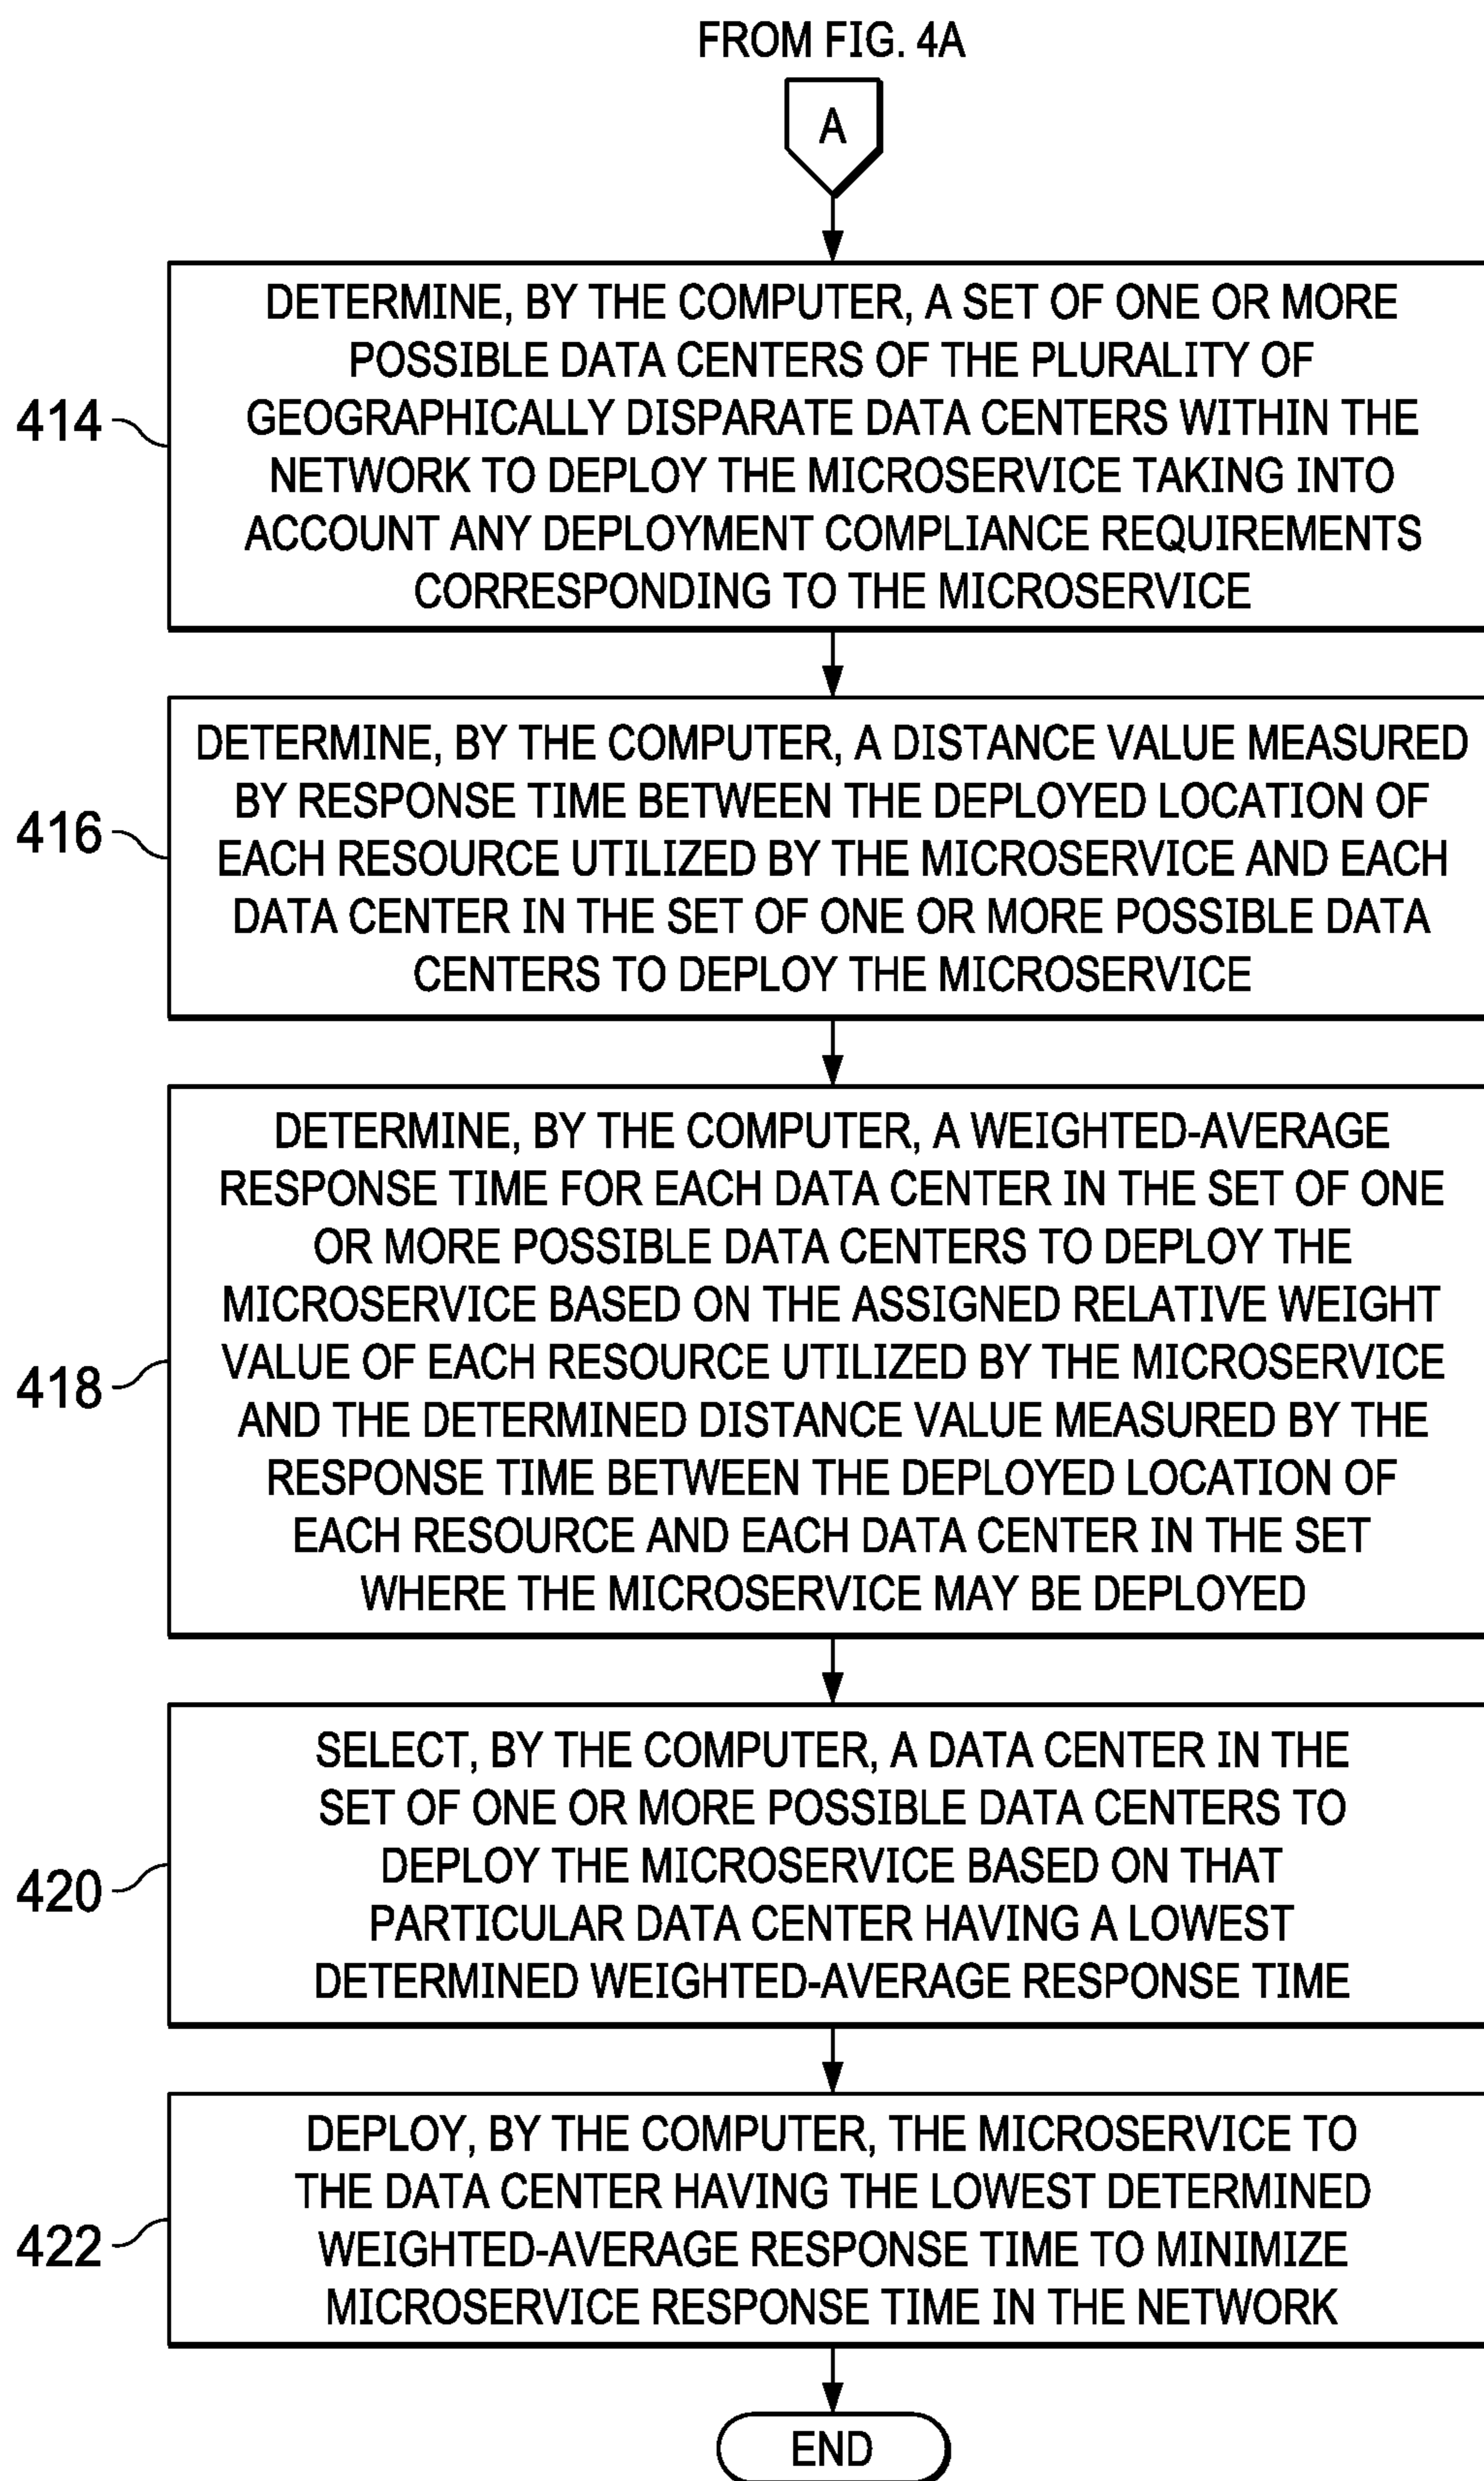 FROM FIG. 4A
A
414
DETERMINE, BY THE COMPUTER, A SET OF ONE OR MORE
POSSIBLE DATA CENTERS OF THE PLURALITY OF
GEOGRAPHICALLY DISPARATE DATA CENTERS WITHIN THE
NETWORK TO DEPLOY THE MICROSERVICE TAKING INTO
ACCOUNT ANY DEPLOYMENT COMPLIANCE REQUIREMENTS
CORRESPONDING TO THE MICROSERVICE
416
DETERMINE, BY THE COMPUTER, A DISTANCE VALUE MEASURED
BY RESPONSE TIME BETWEEN THE DEPLOYED LOCATION OF
EACH RESOURCE UTILIZED BY THE MICROSERVICE AND EACH
DATA CENTER IN THE SET OF ONE OR MORE POSSIBLE DATA
CENTERS TO DEPLOY THE MICROSERVICE
418
DETERMINE, BY THE COMPUTER, A WEIGHTED-AVERAGE
RESPONSE TIME FOR EACH DATA CENTER IN THE SET OF ONE
OR MORE POSSIBLE DATA CENTERS TO DEPLOY THE
MICROSERVICE BASED ON THE ASSIGNED RELATIVE WEIGHT
VALUE OF EACH RESOURCE UTILIZED BY THE MICROSERVICE
AND THE DETERMINED DISTANCE VALUE MEASURED BY THE
RESPONSE TIME BETWEEN THE DEPLOYED LOCATION OF
EACH RESOURCE AND EACH DATA CENTER IN THE SET
WHERE THE MICROSERVICE MAY BE DEPLOYED
420
SELECT, BY THE COMPUTER, A DATA CENTER IN THE
SET OF ONE OR MORE POSSIBLE DATA CENTERS TO
DEPLOY THE MICROSERVICE BASED ON THAT
PARTICULAR DATA CENTER HAVING A LOWEST
DETERMINED WEIGHTED-AVERAGE RESPONSE TIME
422
DEPLOY, BY THE COMPUTER, THE MICROSERVICE TO
THE DATA CENTER HAVING THE LOWEST DETERMINED
WEIGHTED-AVERAGE RESPONSE TIME TO MINIMIZE
MICROSERVICE RESPONSE TIME IN THE NETWORK
END